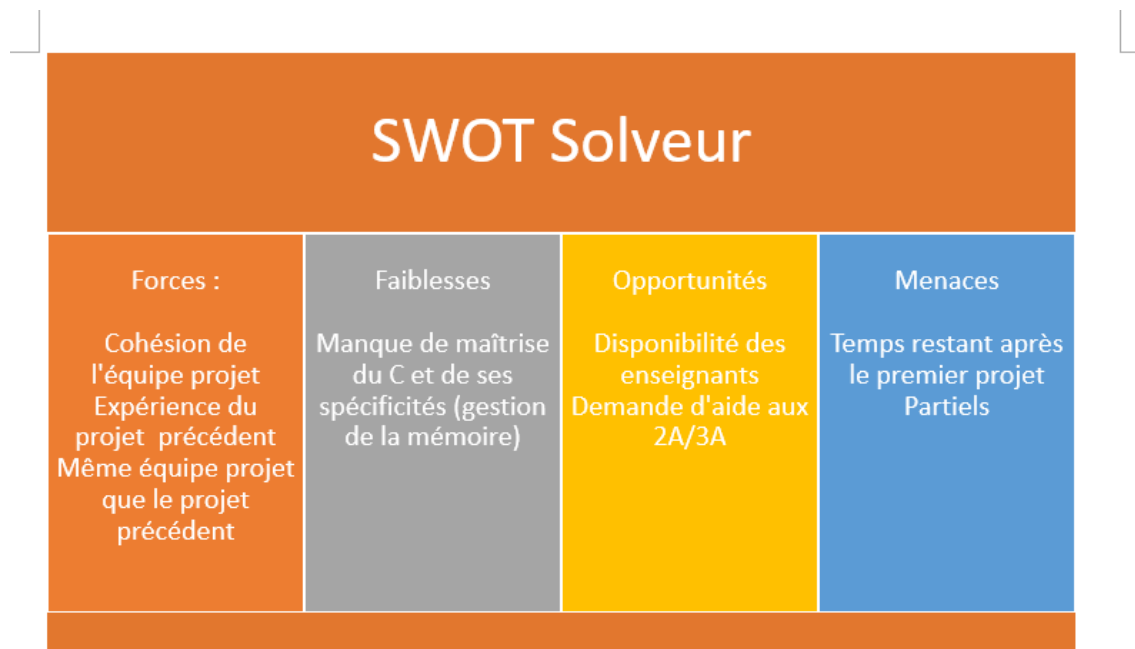 SWOT Solveur
Forces :
Cohésion de
l'équipe projet
Expérience du
projet  précédent
Même équipe projet
que le projet
précédent
Faiblesses
Manque de maîtrise
du C et de ses
spécificités (gestion
de la mémoire)
Opportunités
Disponibilité des
enseignants
Demande d'aide aux
2A/3A
Menaces
Temps restant après
le premier projet
Partiels